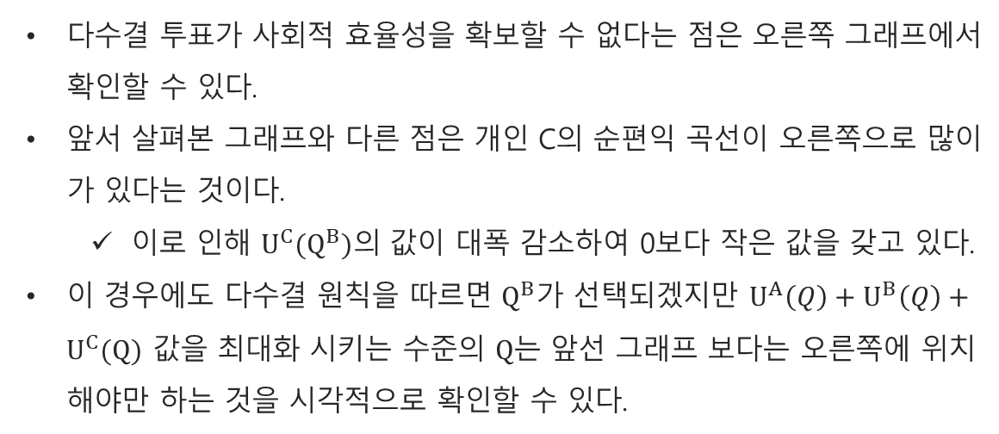 • 다수결 투표가 사회적 효율성을 확보할 수 없다는 점은 오른쪽 그래프에서
확인할 수 있다.
• 앞서 살펴본 그래프와 다른 점은 개인 C의 순편익 곡선이 오른쪽으로 많이
가 있다는 것이다.
✓ 이로 인해 Uᶜ(Qᴮ)의 값이 대폭 감소하여 0보다 작은 값을 갖고 있다.
• 이 경우에도 다수결 원칙을 따르면 Qᴮ가 선택되겠지만 Uᴬ(Q) + Uᴮ(Q) +
Uᶜ(Q) 값을 최대화 시키는 수준의 Q는 앞선 그래프 보다는 오른쪽에 위치
해야만 하는 것을 시각적으로 확인할 수 있다.